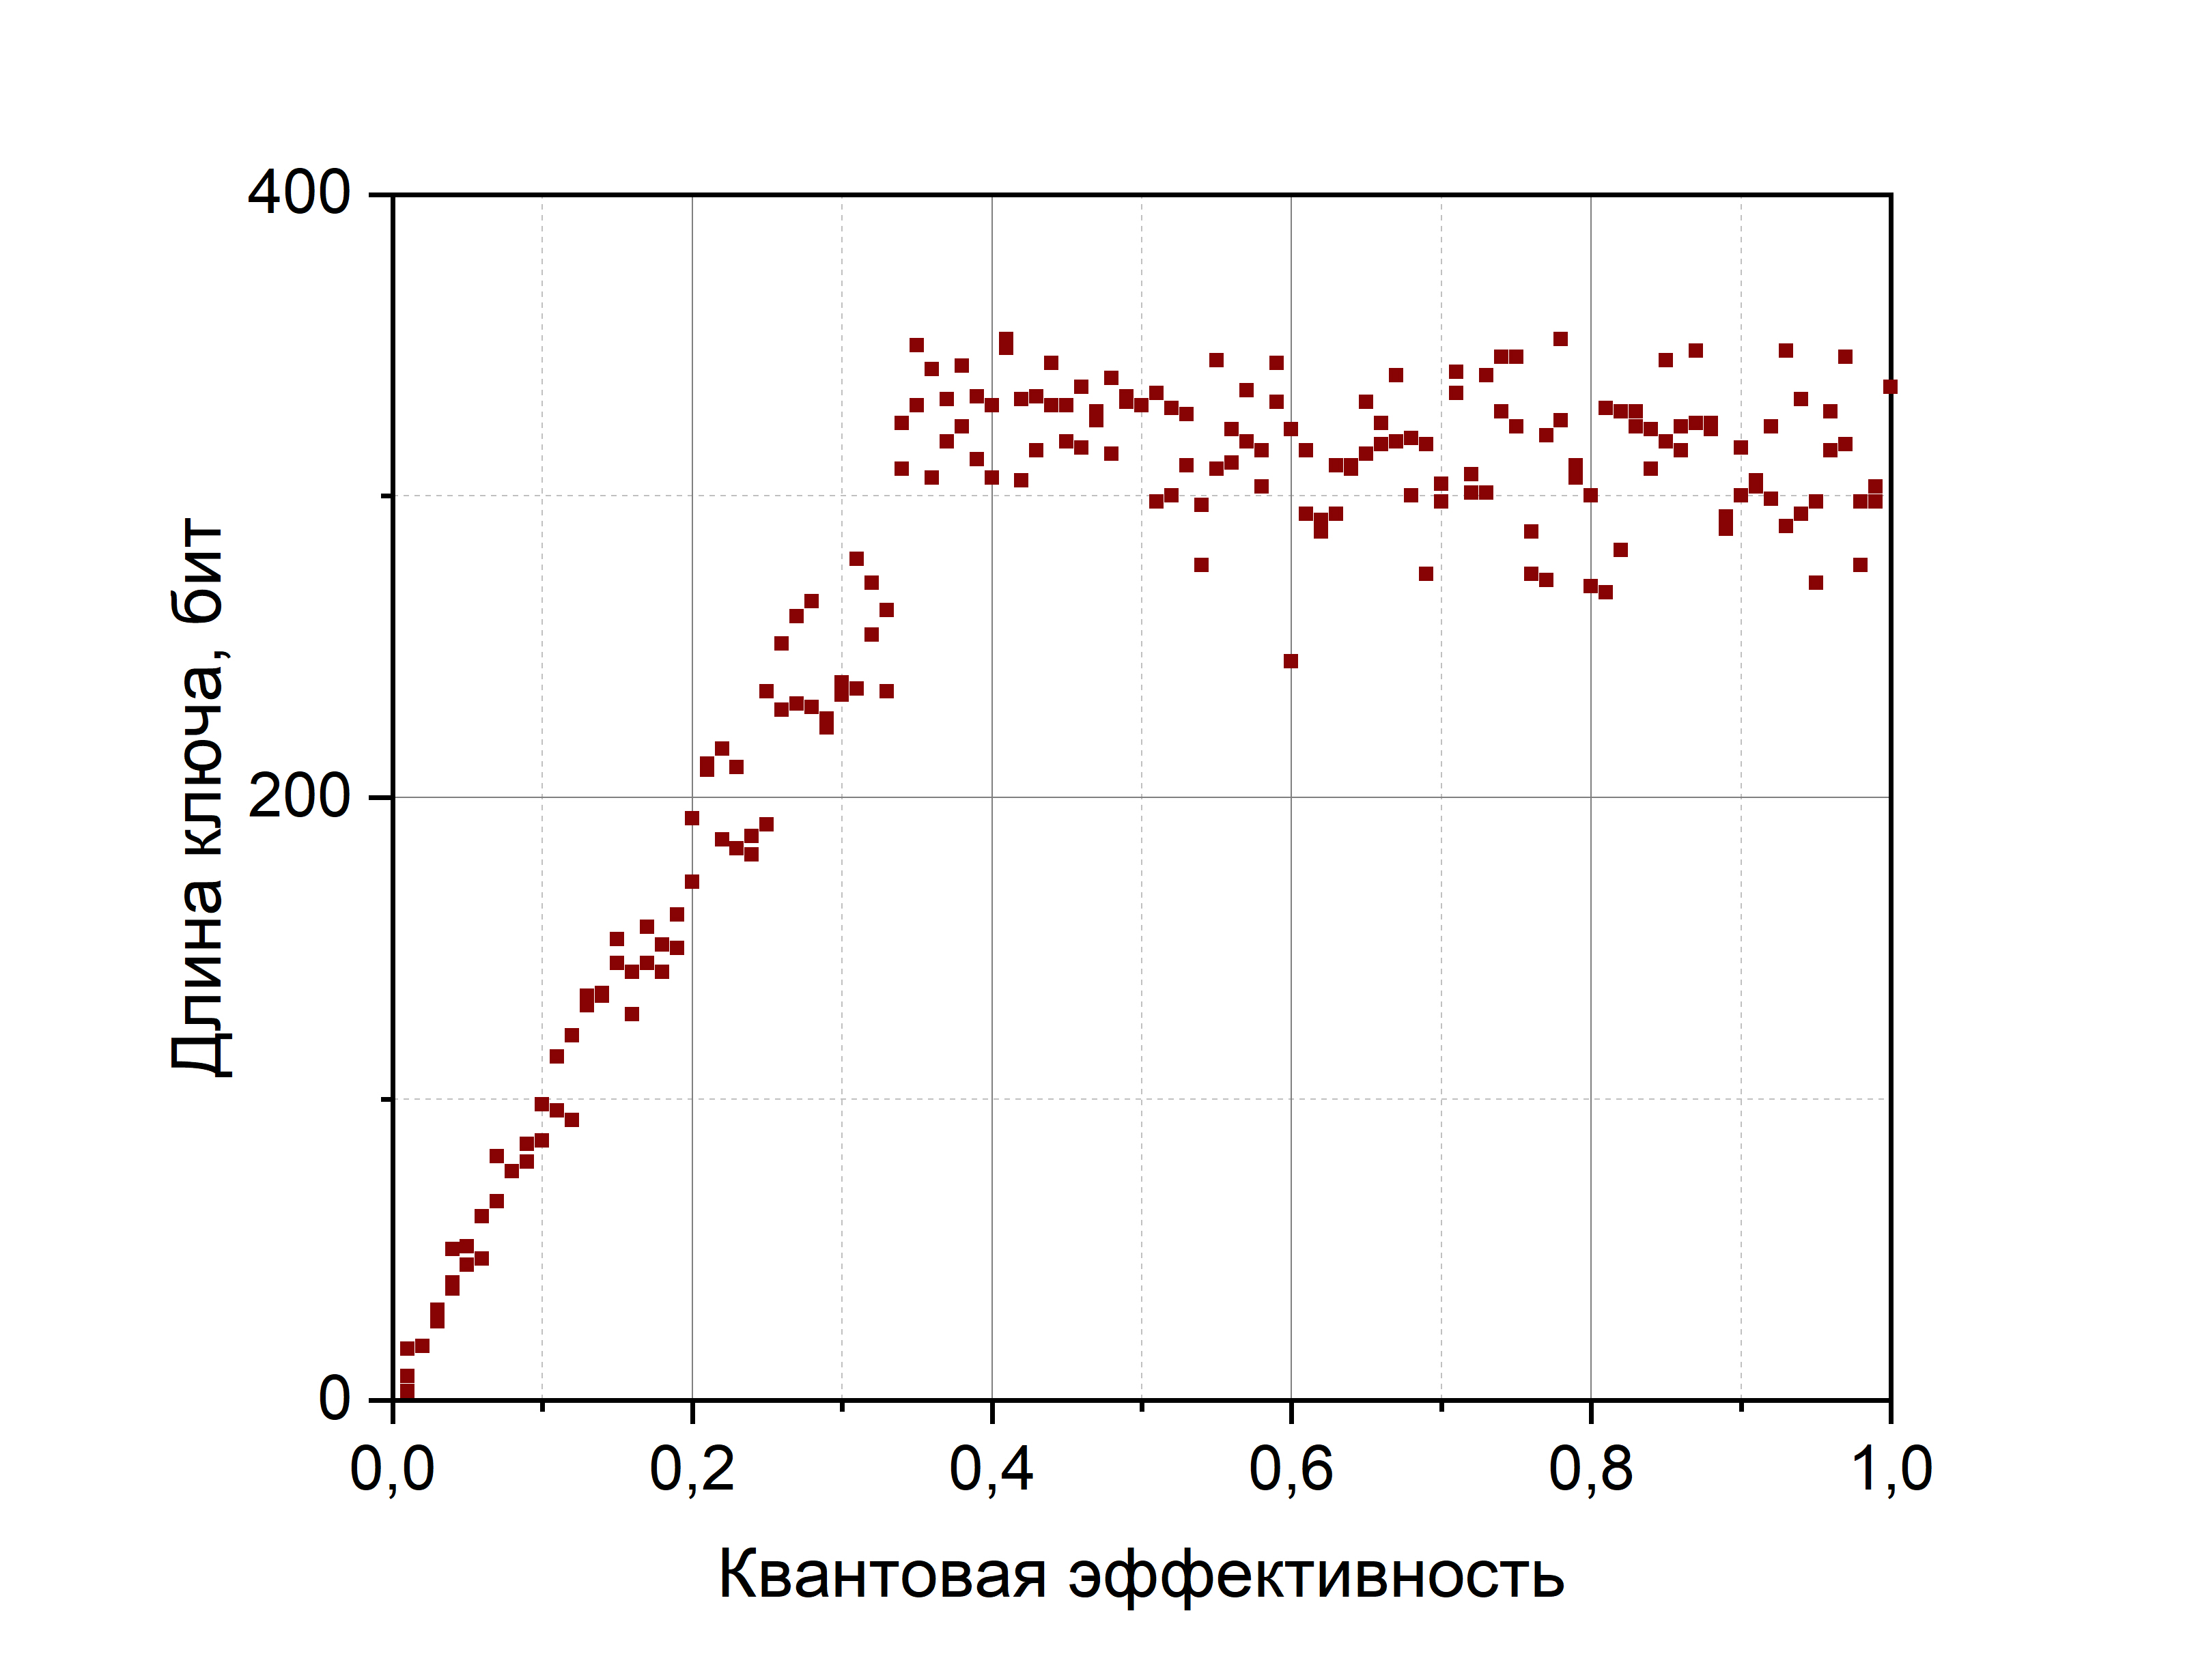 400
200
0
Длина ключа, бит
0,0 0,2 0,4 0,6 0,8 1,0
Квантовая эффективность